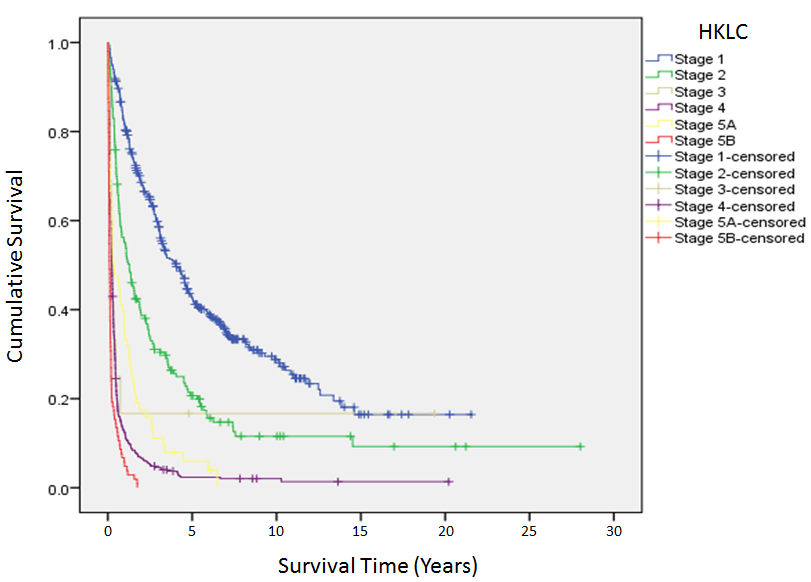 HKLC
Stage 1
Stage 2
Stage 3
Stage 4
Stage 5A
Stage 5B
Stage 1-censored
Stage 2-censored
Stage 3-censored
Stage 4-censored
Stage 5A-censored
Stage 5B-censored
Cumulative Survival
1.0
0.8
0.6
0.4
0.2
0.0
0 5 10 15 20 25 30
Survival Time (Years)